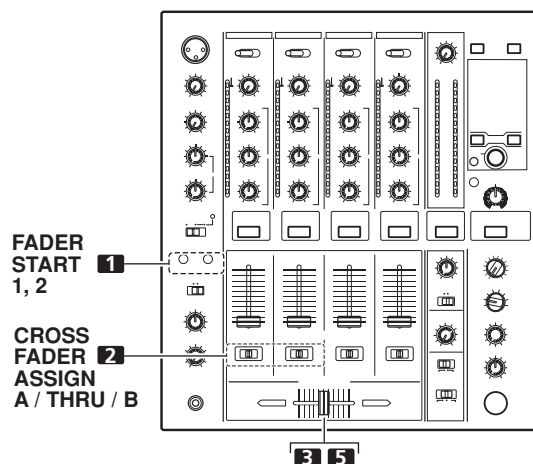 FADER
START 1
1, 2
CROSS
FADER 2
ASSIGN
A / THRU / B
3 5